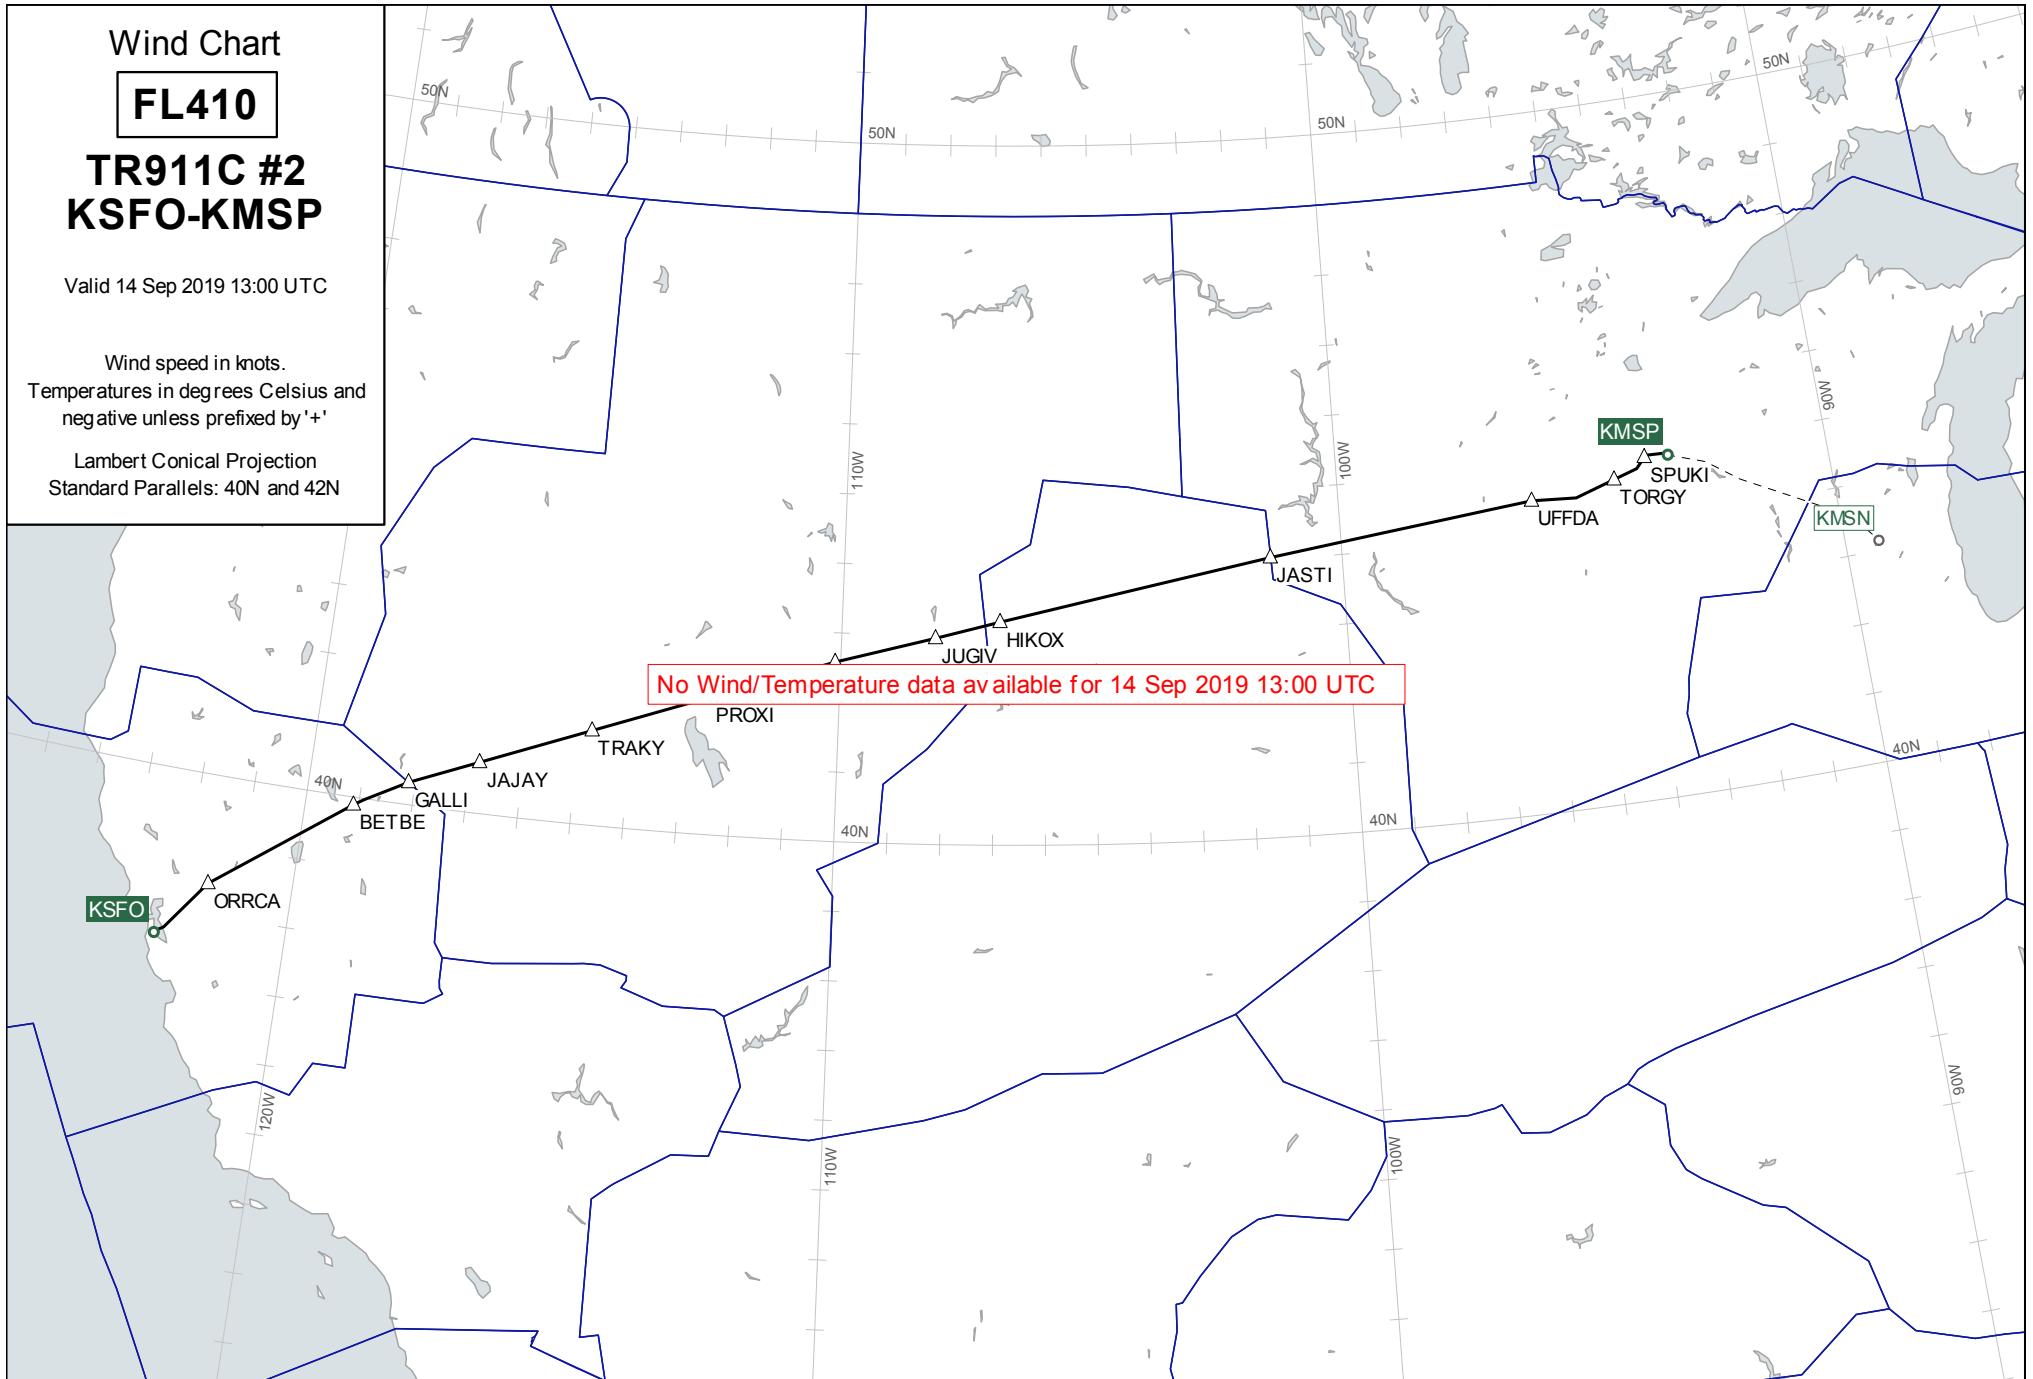 Wind Chart
FL410
TR911C #2
KSFO-KMSP
Valid 14 Sep 2019 13:00 UTC
Wind speed in knots.
Temperatures in degrees Celsius and
negative unless prefixed by '+'
Lambert Conical Projection
Standard Parallels: 40N and 42N
50N
50N
50N
50N
90W
KMSP
SPUKI
TORGY
110W
100W
UFFDA
KMSN
JASTI
HIKOX
JUGIV
No Wind/Temperature data available for 14 Sep 2019 13:00 UTC
PROXI
TRAKY
JAJAY
40N
GALLI
BETBE
40N
40N
40N
ORRCA
KSFO
120W
110W
100W
90W